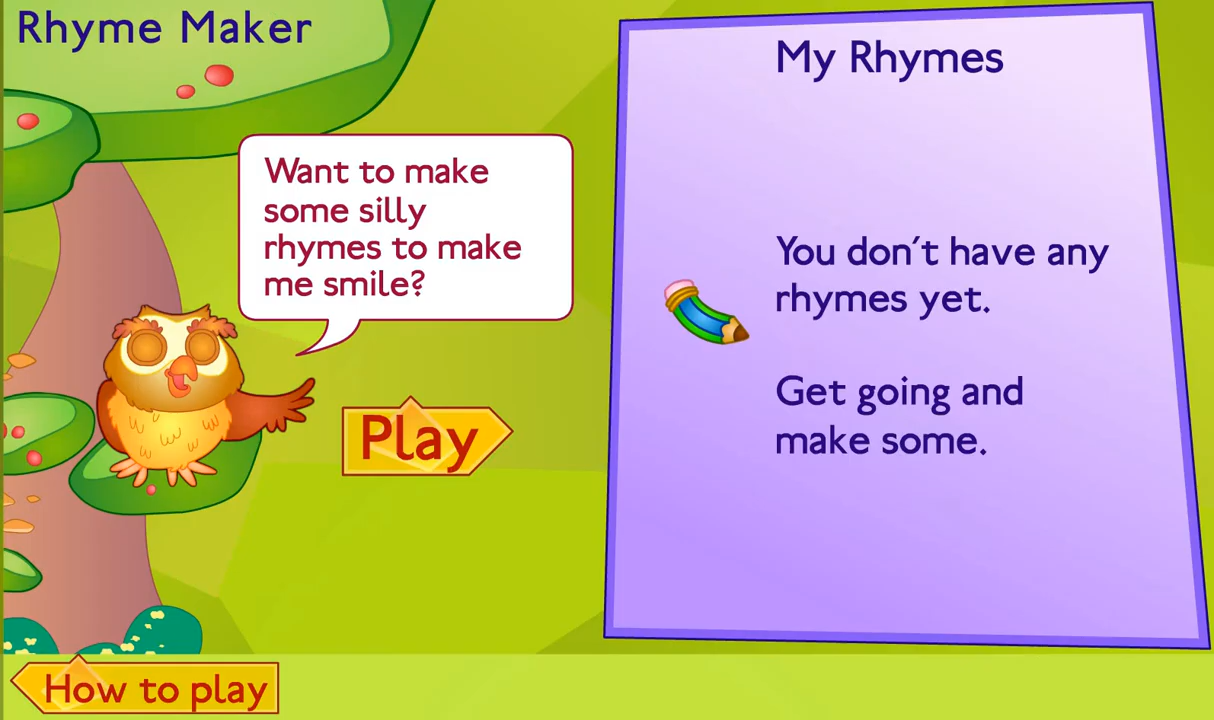 Rhyme Maker
Want to make
some silly
rhymes to make
me smile?
Play
How to play
My Rhymes
You don´t have any
rhymes yet.
Get going and
make some.